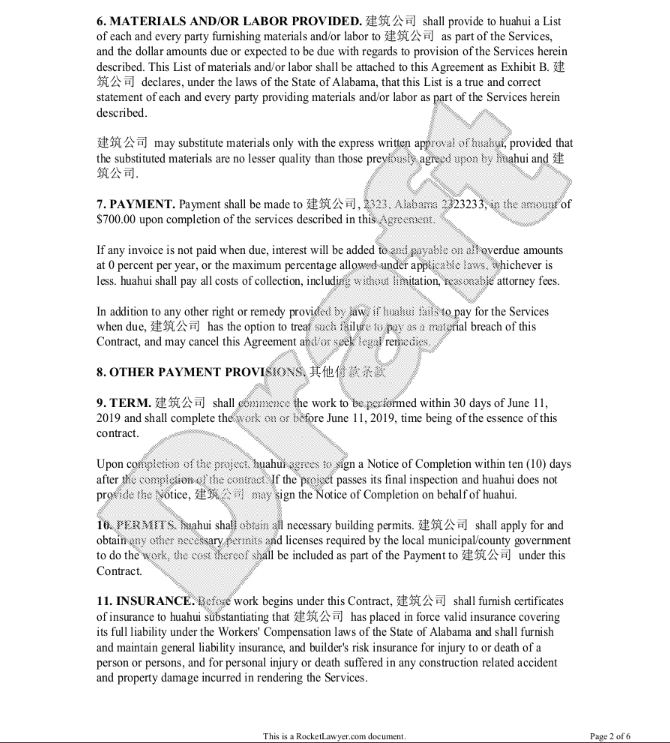 6. MATERIALS AND/OR LABOR PROVIDED. 建筑公司 shall provide to huahui a List
of each and every party furnishing materials and/or labor to 建筑公司 as part of the Services,
and the dollar amounts due or expected to be due with regards to provision of the Services herein
described. This List of materials and/or labor shall be attached to this Agreement as Exhibit B. 建
筑公司 declares, under the laws of the State of Alabama, that this List is a true and correct
statement of each and every party providing materials and/or labor as part of the Services herein
described.
建筑公司 may substitute materials only with the express written approval of huahui, provided that
the substituted materials are no lesser quality than those previously agreed upon by huahui and 建
筑公司.
7. PAYMENT. Payment shall be made to 建筑公司, 2323, Alabama 2323233, in the amount of
$700.00 upon completion of the services described in this Agreement.
If any invoice is not paid when due, interest will be added to and payable on all overdue amounts
at 0 percent per year, or the maximum percentage allowed under applicable laws, whichever is
less. huahui shall pay all costs of collection, including without limitation, reasonable attorney fees.
In addition to any other right or remedy provided by law, if huahui fails to pay for the Services
when due, 建筑公司 has the option to treat such failure to pay as a material breach of this
Contract, and may cancel this Agreement and/or seek legal remedies.
8. OTHER PAYMENT PROVISIONS. 其他付款条款
9. TERM. 建筑公司 shall commence the work to be performed within 30 days of June 11,
2019 and shall complete the work on or before June 11, 2019, time being of the essence of this
contract.
Upon completion of the project, huahui agrees to sign a Notice of Completion within ten (10) days
after the completion of the contract. If the project passes its final inspection and huahui does not
provide the Notice, 建筑公司 may sign the Notice of Completion on behalf of huahui.
10. PERMITS. huahui shall obtain all necessary building permits. 建筑公司 shall apply for and
obtain any other necessary permits and licenses required by the local municipal/county government
to do the work, the cost thereof shall be included as part of the Payment to 建筑公司 under this
Contract.
11. INSURANCE. Before work begins under this Contract, 建筑公司 shall furnish certificates
of insurance to huahui substantiating that 建筑公司 has placed in force valid insurance covering
its full liability under the Workers' Compensation laws of the State of Alabama and shall furnish
and maintain general liability insurance, and builder's risk insurance for injury to or death of a
person or persons, and for personal injury or death suffered in any construction related accident
and property damage incurred in rendering the Services.
Draft
This is a RocketLawyer.com document. Page 2 of 6